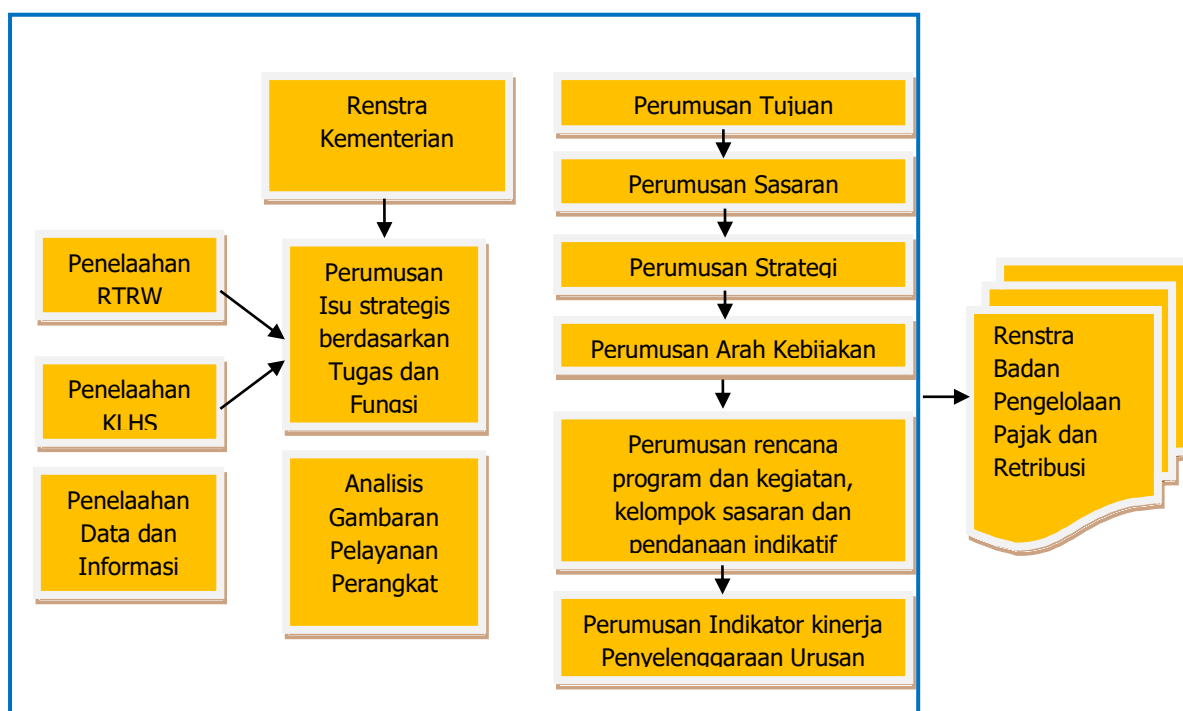 Renstra
Kementerian
Penelaahan
RTRW
Penelaahan
KLHS
Penelaahan
Data dan
Informasi
Perumusan
Isu strategis
berdasarkan
Tugas dan
Fungsi
Analisis
Gambaran
Pelayanan
Perangkat
Perumusan Tujuan
Perumusan Sasaran
Perumusan Strategi
Perumusan Arah Kebijakan
Perumusan rencana
program dan kegiatan,
kelompok sasaran dan
pendanaan indikatif
Perumusan Indikator kinerja
Penyelenggaraan Urusan
Renstra
Badan
Pengelolaan
Pajak dan
Retribusi